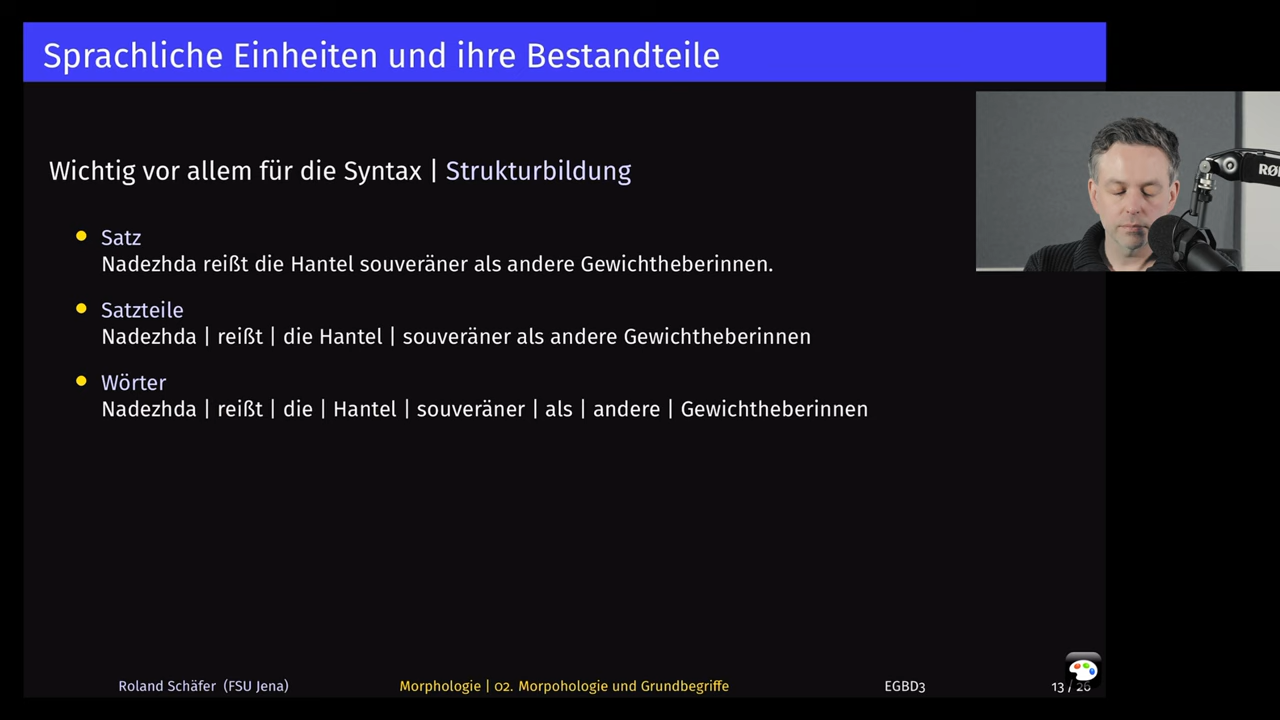 Sprachliche Einheiten und ihre Bestandteile
Wichtig vor allem für die Syntax | Strukturbildung
Satz
Nadezhda reißt die Hantel souveräner als andere Gewichtheberinnen.
Satzteile
Nadezhda | reißt | die Hantel | souveräner als andere Gewichtheberinnen
Wörter
Nadezhda | reißt | die | Hantel | souveräner | als | andere | Gewichtheberinnen
Roland Schäfer (FSU Jena)
Morphologie | 02. Morpohologie und Grundbegriffe
EGBD3
13 / 26